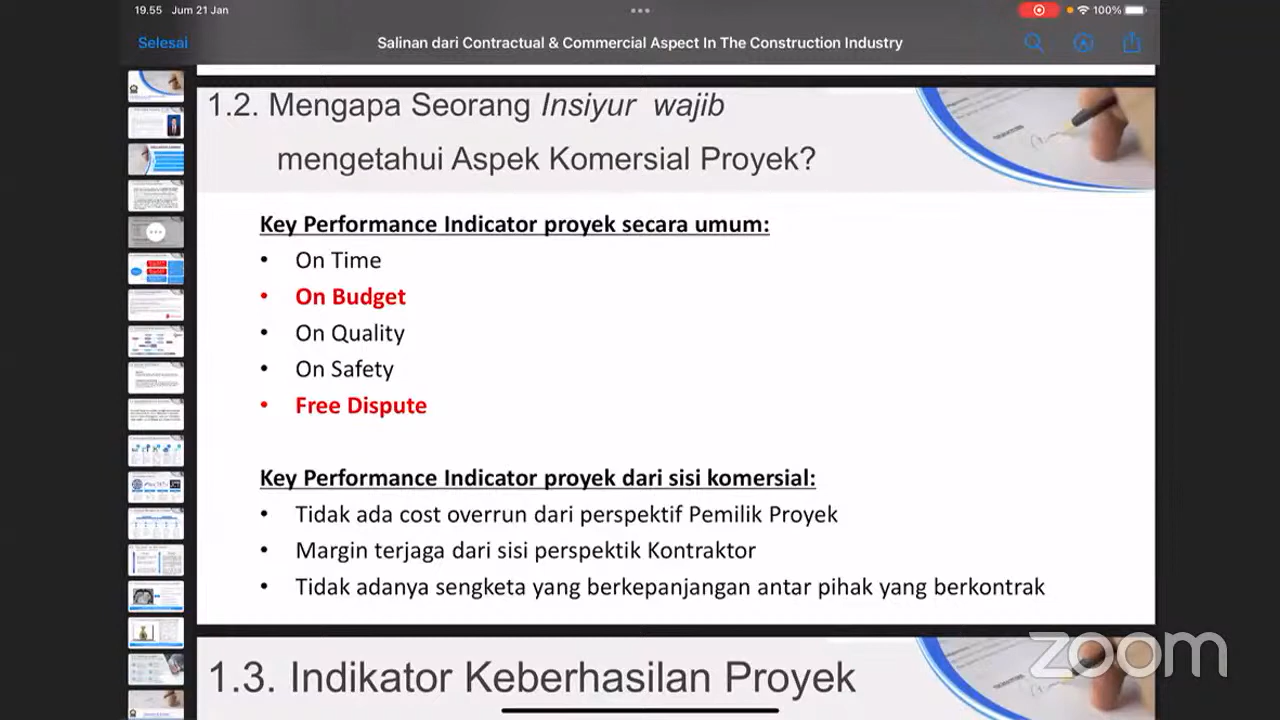 19.55 Jum 21 Jan
100%
Selesai
Salinan dari Contractual & Commercial Aspect In The Construction Industry
1.2. Mengapa Seorang Insiyur wajib
mengetahui Aspek Komersial Proyek?
Key Performance Indicator proyek secara umum:
• On Time
• On Budget
• On Quality
• On Safety
• Free Dispute
Key Performance Indicator proyek dari sisi komersial:
• Tidak ada cost overrun dari perspektif Pemilik Proyek
• Margin terjaga dari sisi perspektik Kontraktor
• Tidak adanya sengketa yang berkepanjangan antar pihak yang berkontrak
1.3. Indikator Keberhasilan Proyek
zoom